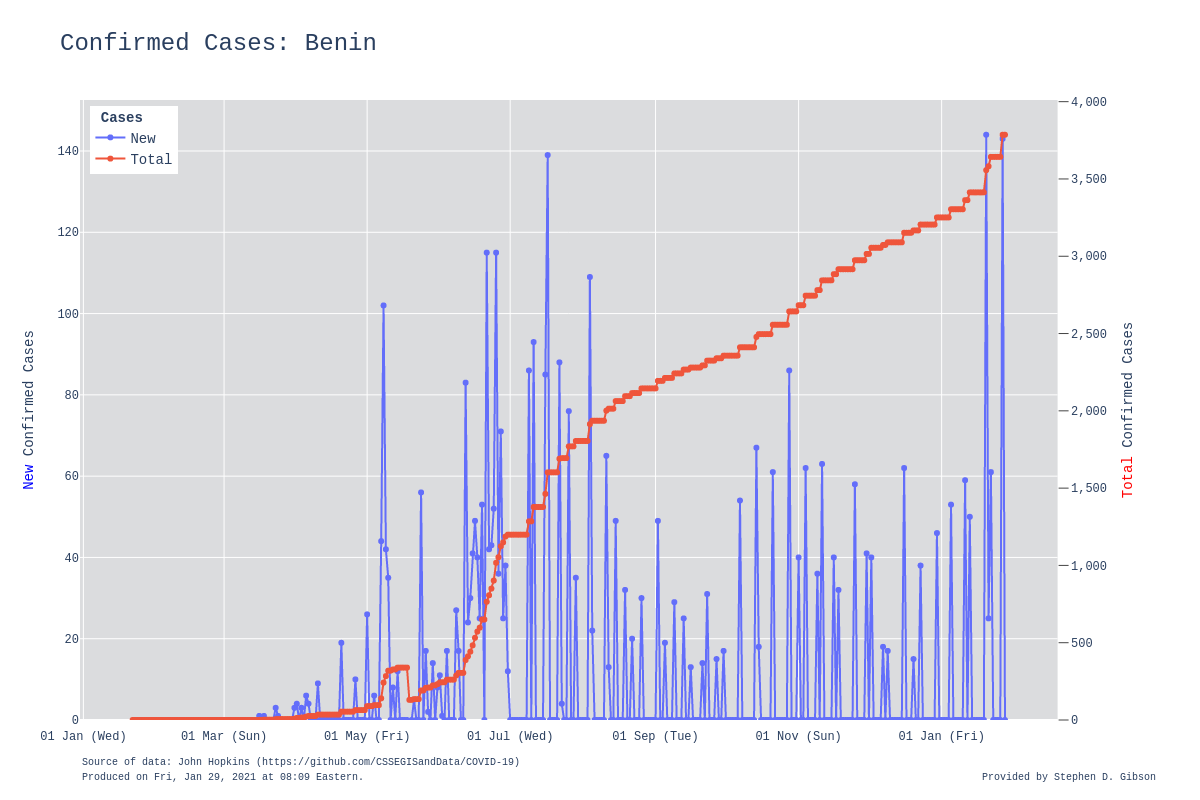 Confirmed Cases: Benin
Cases
New
Total
140
120
100
80
60
40
20
0
4,000
3,500
3,000
2,500
2,000
1,500
1,000
500
0
New Confirmed Cases
Total Confirmed Cases
01 Jan (Wed)
01 Mar (Sun)
01 May (Fri)
01 Jul (Wed)
01 Sep (Tue)
01 Nov (Sun)
01 Jan (Fri)
Source of data: John Hopkins (https://github.com/CSSEGISandData/COVID-19)
Produced on Fri, Jan 29, 2021 at 08:09 Eastern.
Provided by Stephen D. Gibson